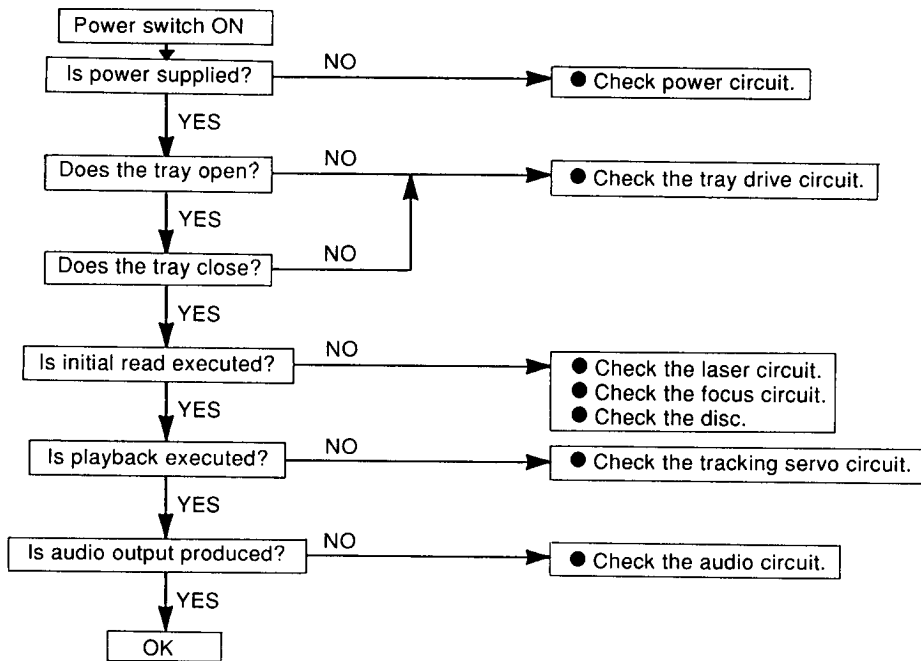 Power switch ON
Is power supplied?
NO
● Check power circuit.
YES
Does the tray open?
NO
● Check the tray drive circuit.
YES
Does the tray close?
NO
YES
Is initial read executed?
NO
● Check the laser circuit.
● Check the focus circuit.
● Check the disc.
YES
Is playback executed?
NO
● Check the tracking servo circuit.
YES
Is audio output produced?
NO
● Check the audio circuit.
YES
OK